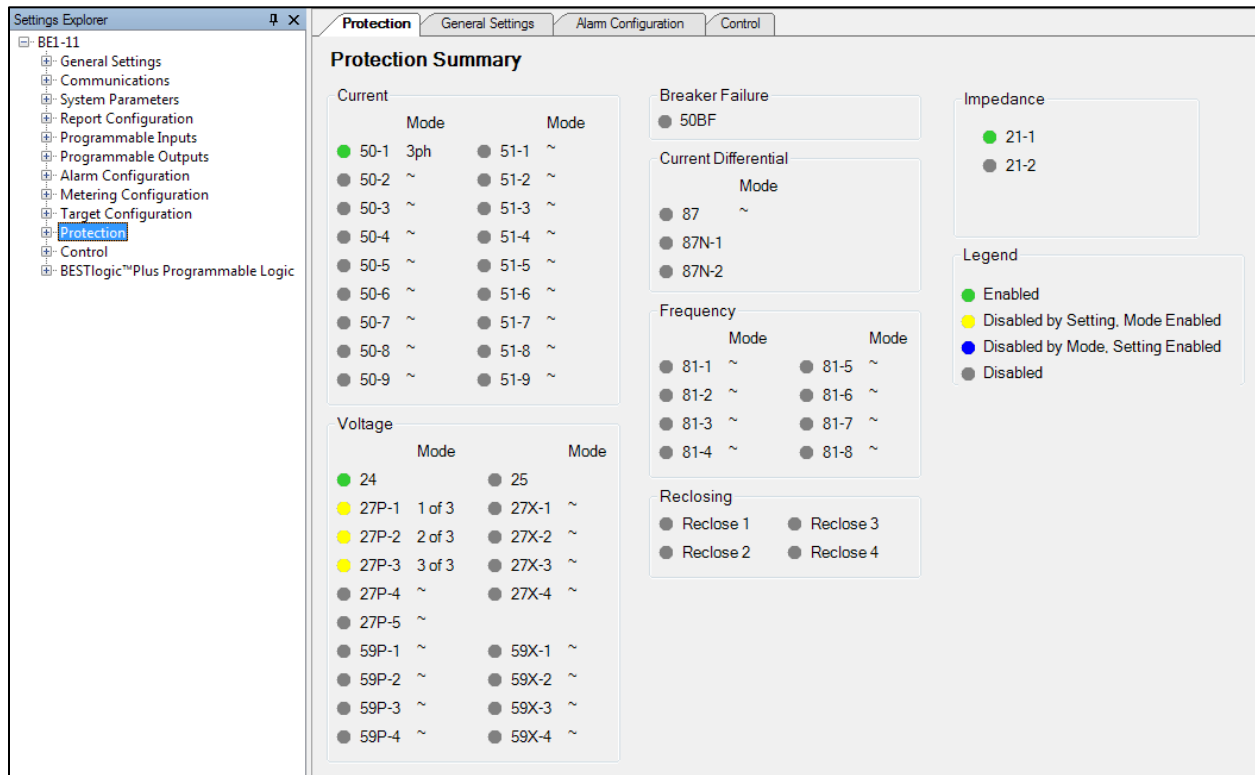 Settings Explorer
BE1-11
General Settings
Communications
System Parameters
Report Configuration
Programmable Inputs
Programmable Outputs
Alarm Configuration
Metering Configuration
Target Configuration
Protection
Control
BESTlogic™Plus Programmable Logic
Protection General Settings Alarm Configuration Control
Protection Summary
Current
Mode Mode
50-1 3ph 51-1 ~
50-2 ~ 51-2 ~
50-3 ~ 51-3 ~
50-4 ~ 51-4 ~
50-5 ~ 51-5 ~
50-6 ~ 51-6 ~
50-7 ~ 51-7 ~
50-8 ~ 51-8 ~
50-9 ~ 51-9 ~
Voltage
Mode Mode
24 25
27P-1 1 of 3 27X-1 ~
27P-2 2 of 3 27X-2 ~
27P-3 3 of 3 27X-3 ~
27P-4 ~ 27X-4 ~
27P-5 ~
59P-1 ~ 59X-1 ~
59P-2 ~ 59X-2 ~
59P-3 ~ 59X-3 ~
59P-4 ~ 59X-4 ~
Breaker Failure
50BF
Current Differential
Mode
87 ~
87N-1
87N-2
Frequency
Mode Mode
81-1 ~ 81-5 ~
81-2 ~ 81-6 ~
81-3 ~ 81-7 ~
81-4 ~ 81-8 ~
Reclosing
Reclose 1 Reclose 3
Reclose 2 Reclose 4
Impedance
21-1
21-2
Legend
Enabled
Disabled by Setting, Mode Enabled
Disabled by Mode, Setting Enabled
Disabled